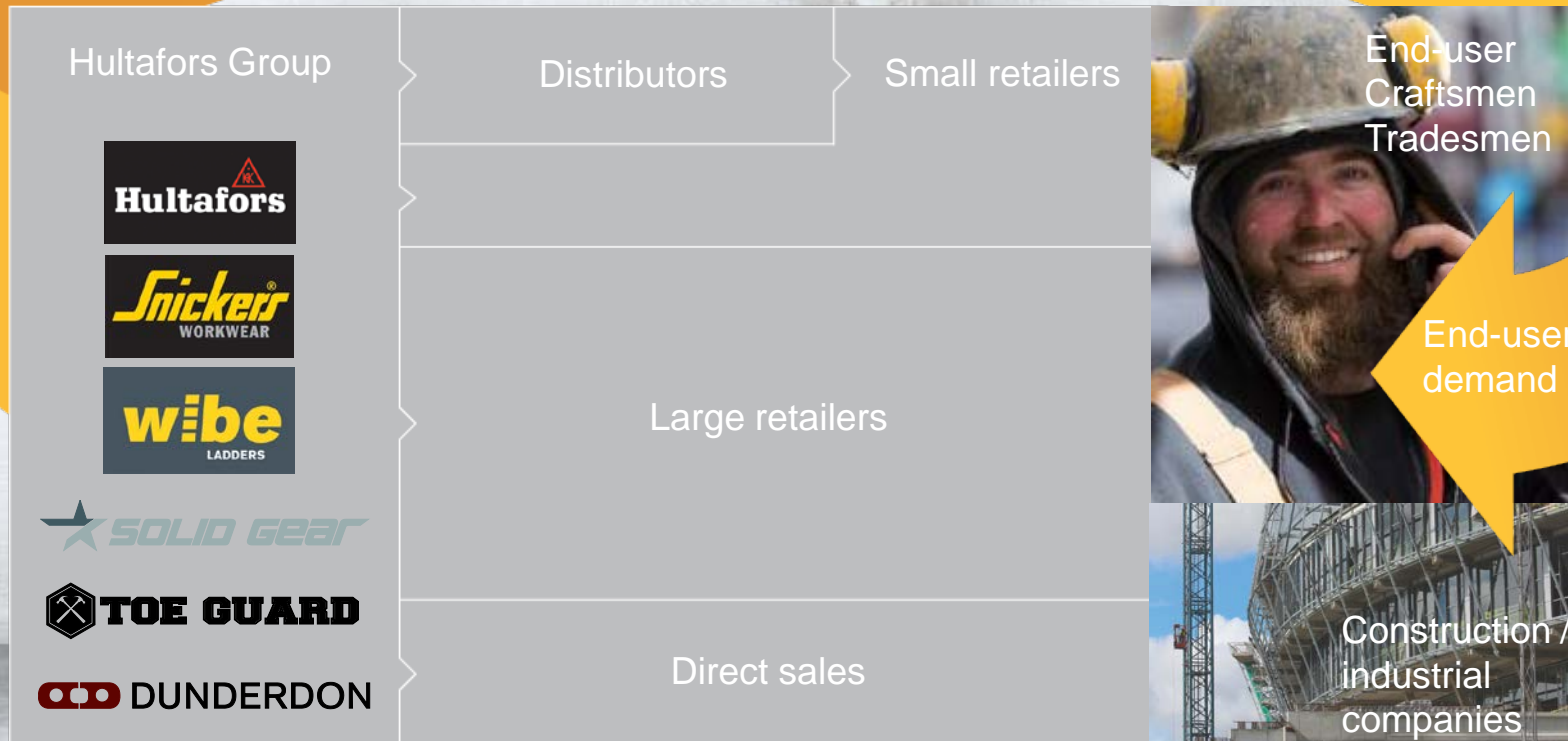 Hultafors Group
Distributors
Small retailers
End-user
Craftsmen
Tradesmen
Hultafors
Snickers®
WORKWEAR
wibe
LADDERS
SOLID GEAR
TOE GUARD
DUNDERDON
Large retailers
Direct sales
End-user
demand
Construction /
industrial
companies